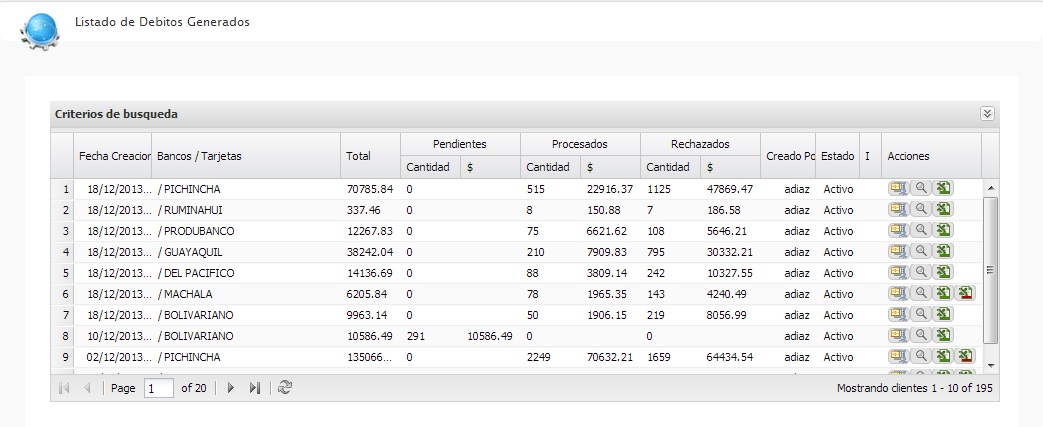 Listado de Debitos Generados
Criterios de busqueda
Fecha Creacior Bancos / Tarjetas Total Pendientes Procesados Rechazados Creado Po Estado I Acciones
Cantidad $ Cantidad $ Cantidad $
1 18/12/2013... / PICHINCHA 70785.84 0 515 22916.37 1125 47869.47 adiaz Activo
2 18/12/2013... / RUMINAHUI 337.46 0 8 150.88 7 186.58 adiaz Activo
3 18/12/2013... / PRODUBANCO 12267.83 0 75 6621.62 108 5646.21 adiaz Activo
4 18/12/2013... / GUAYAQUIL 38242.04 0 210 7909.83 795 30332.21 adiaz Activo
5 18/12/2013... / DEL PACIFICO 14136.69 0 88 3809.14 242 10327.55 adiaz Activo
6 18/12/2013... / MACHALA 6205.84 0 78 1965.35 143 4240.49 adiaz Activo
7 18/12/2013... / BOLIVARIANO 9963.14 0 50 1906.15 219 8056.99 adiaz Activo
8 10/12/2013... / BOLIVARIANO 10586.49 291 10586.49 0 0 adiaz Activo
9 02/12/2013... / PICHINCHA 135066... 0 2249 70632.21 1659 64434.54 adiaz Activo
Page 1 of 20 Mostrando clientes 1 - 10 of 195